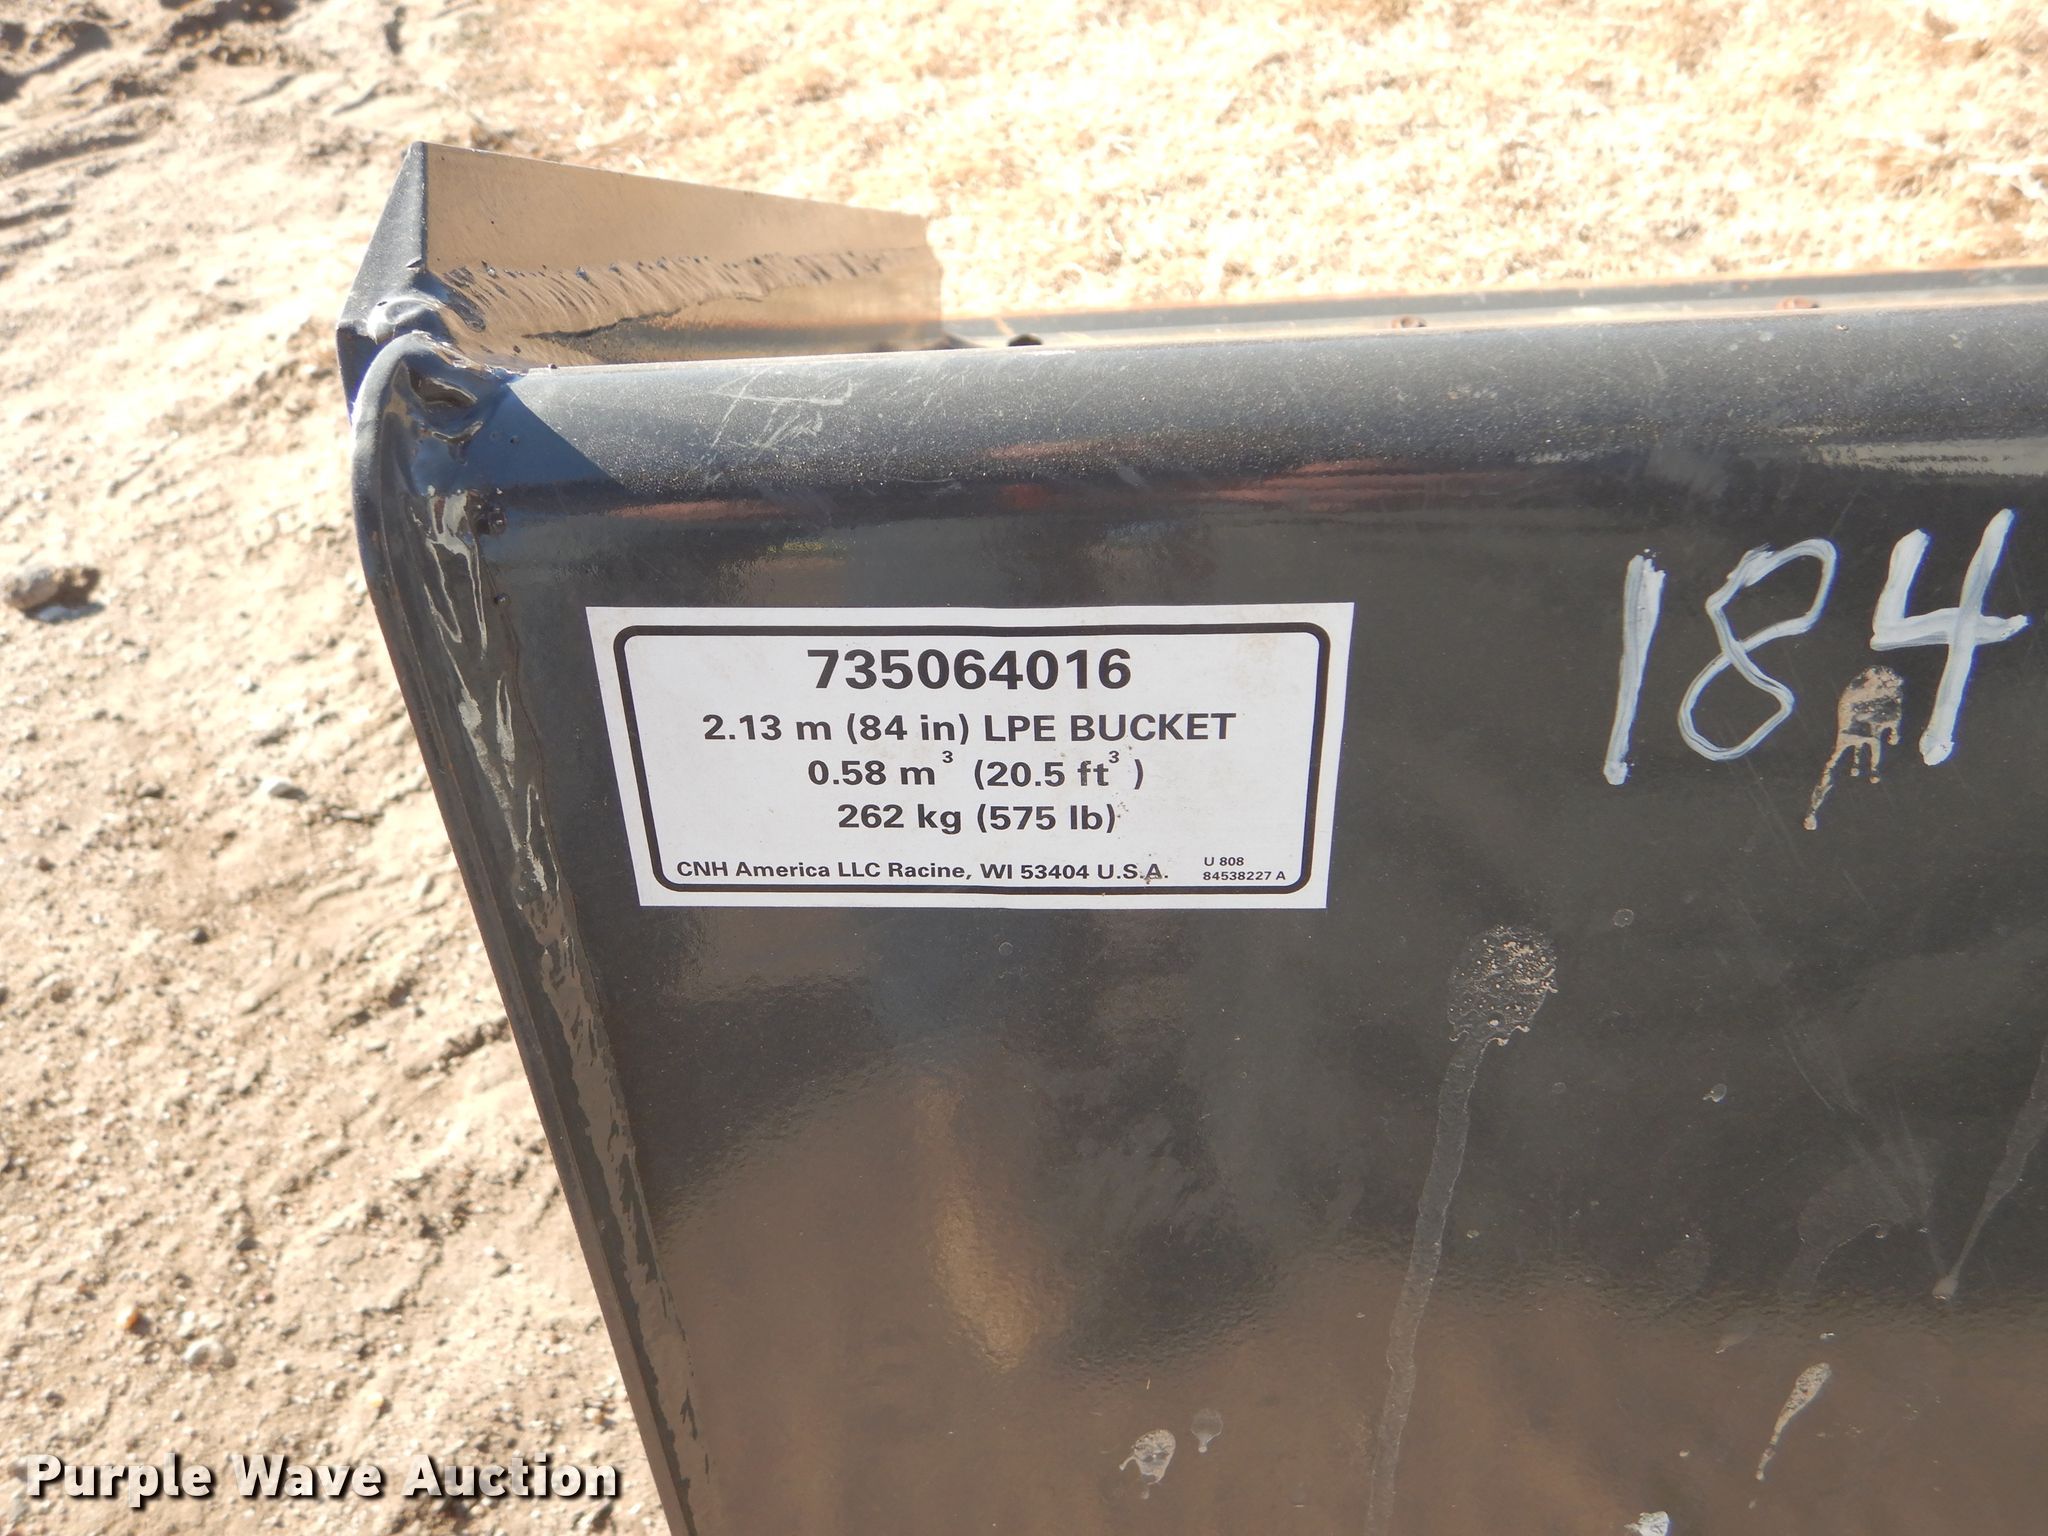 184
735064016
2.13 m (84 in) LPE BUCKET
0.58 m³ (20.5 ft³ )
262 kg (575 lb)
CNH America LLC Racine, WI 53404 U.S.A.
U 808
84538227 A
Purple Wave Auction